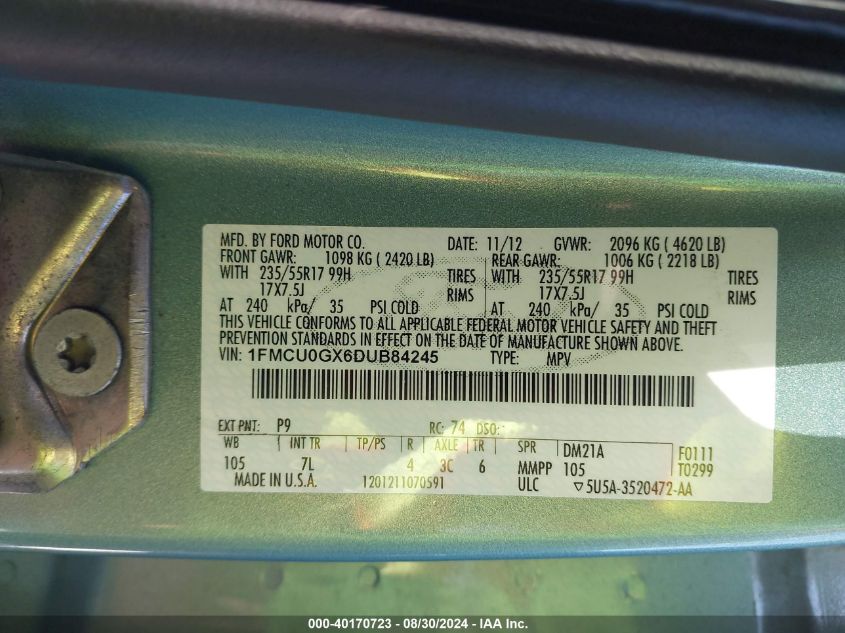 MFD. BY FORD MOTOR CO. DATE: 11/12 GVWR: 2096 KG ( 4620 LB)
FRONT GAWR: 1098 KG ( 2420 LB) REAR GAWR: 1006 KG ( 2218 LB)
WITH 235/55R17 99H TIRES WITH 235/55R17 99H TIRES
17X7.5J RIMS 17X7.5J RIMS
AT 240 kPa/ 35 PSI COLD AT 240 kPa/ 35 PSI COLD
THIS VEHICLE CONFORMS TO ALL APPLICABLE FEDERAL MOTOR VEHICLE SAFETY AND THEFT
PREVENTION STANDARDS IN EFFECT ON THE DATE OF MANUFACTURE SHOWN ABOVE.
VIN: 1FMCU0GX6DUB84245 TYPE: MPV
EXT PNT: P9 RC: 74 DSO:
WB INT TR TP/PS R AXLE TR SPR DM21A F0111
105 7L 4 3C 6 MMPP 105 T0299
MADE IN U.S.A. 1201211070591 ULC ▽5U5A-3520472-AA
000-40170723 - 08/30/2024 - IAA Inc.